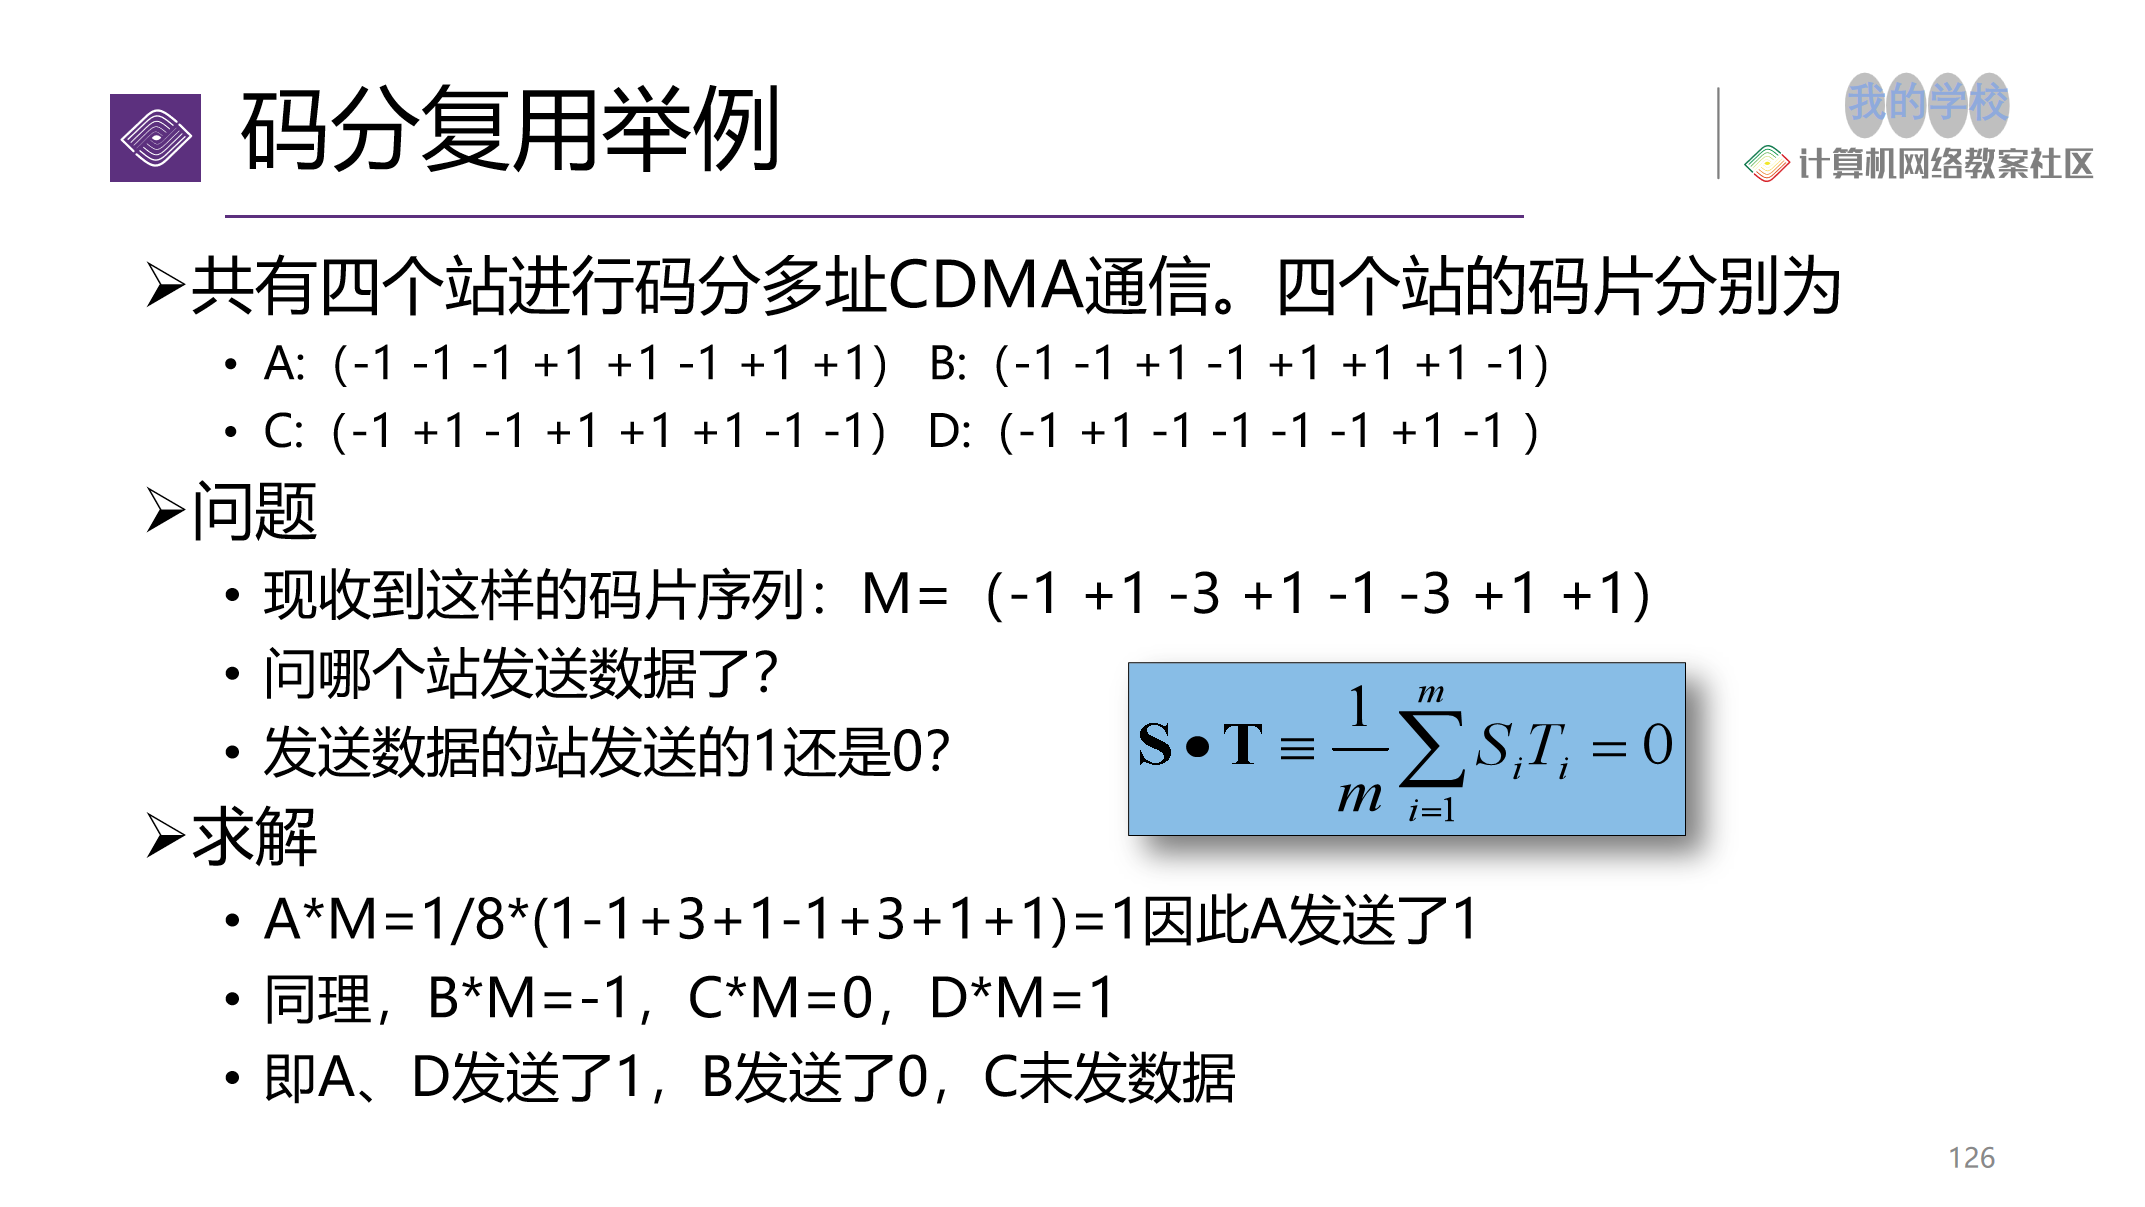 码分复用举例
我的学校
计算机网络教案社区
➢共有四个站进行码分多址CDMA通信。四个站的码片分别为
• A:（-1 -1 -1 +1 +1 -1 +1 +1） B:（-1 -1 +1 -1 +1 +1 +1 -1）
• C:（-1 +1 -1 +1 +1 +1 -1 -1） D:（-1 +1 -1 -1 -1 -1 +1 -1 ）
➢问题
• 现收到这样的码片序列：M=（-1 +1 -3 +1 -1 -3 +1 +1）
• 问哪个站发送数据了？
• 发送数据的站发送的1还是0？
S • T ≡ \frac{1}{m} \sum_{i=1}^{m} S_i T_i = 0
➢求解
• A*M=1/8*(1-1+3+1-1+3+1+1)=1因此A发送了1
• 同理，B*M=-1，C*M=0，D*M=1
• 即A、D发送了1，B发送了0，C未发数据
126